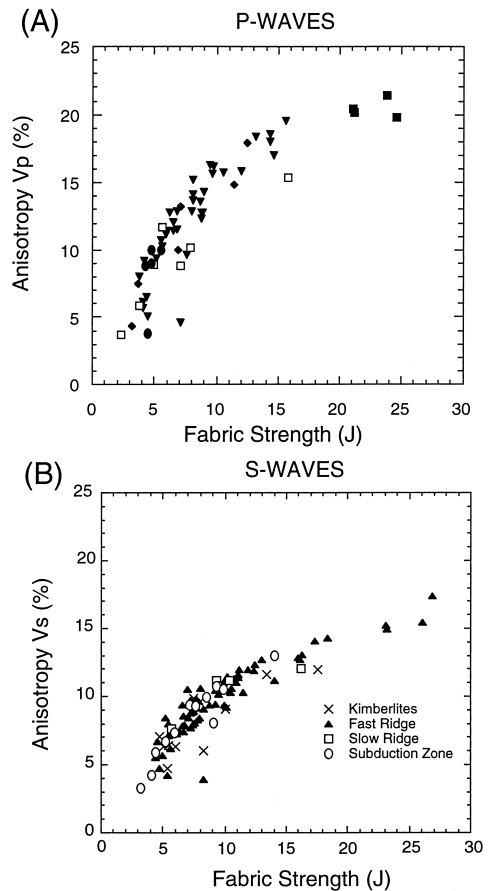 (A)
P-WAVES
25
20
15
10
5
0
Anisotropy Vp (%)
0 5 10 15 20 25 30
Fabric Strength (J)
(B)
S-WAVES
25
20
15
10
5
0
Anisotropy Vs (%)
Kimberlites
Fast Ridge
Slow Ridge
Subduction Zone
0 5 10 15 20 25 30
Fabric Strength (J)